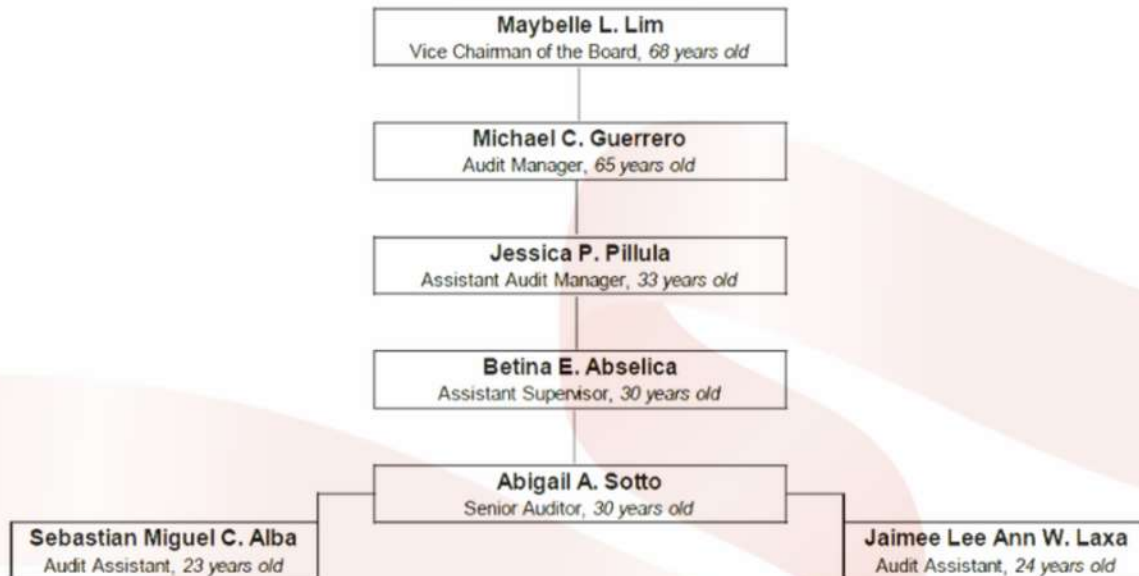 Maybelle L. Lim
Vice Chairman of the Board, 68 years old
Michael C. Guerrero
Audit Manager, 65 years old
Jessica P. Pillula
Assistant Audit Manager, 33 years old
Betina E. Abselica
Assistant Supervisor, 30 years old
Abigail A. Sotto
Senior Auditor, 30 years old
Sebastian Miguel C. Alba
Audit Assistant, 23 years old
Jaimee Lee Ann W. Laxa
Audit Assistant, 24 years old